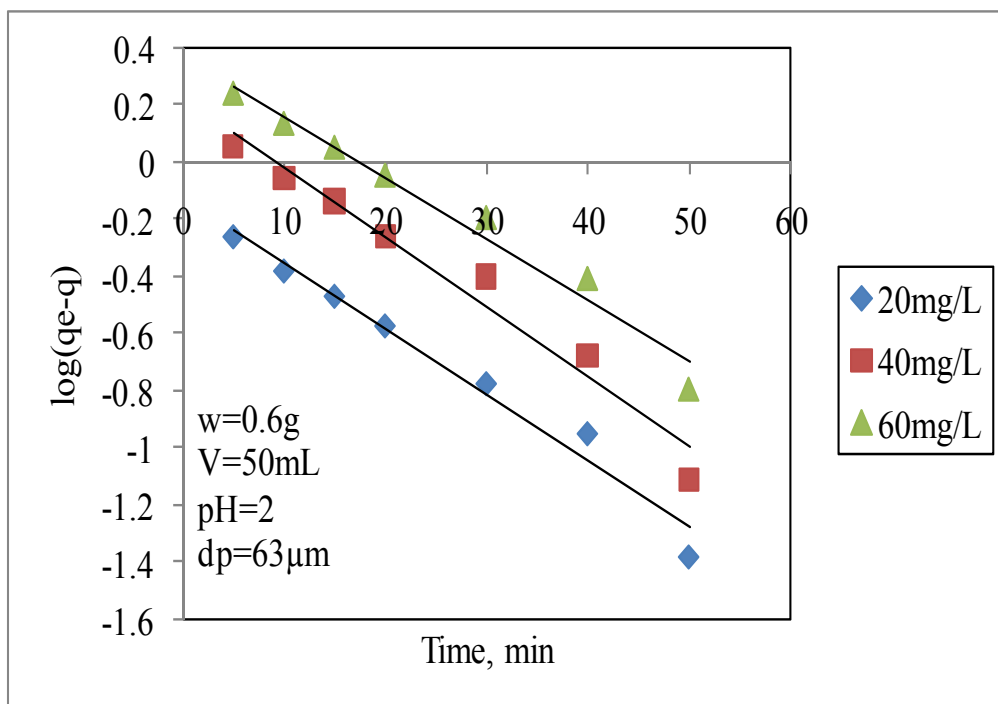 0.4
0.2
0
-0.2
-0.4
-0.6
-0.8
-1
-1.2
-1.4
-1.6
0 10 20 30 40 50 60
log(qe-q)
Time, min
w=0.6g
V=50mL
pH=2
dp=63µm
20mg/L
40mg/L
60mg/L